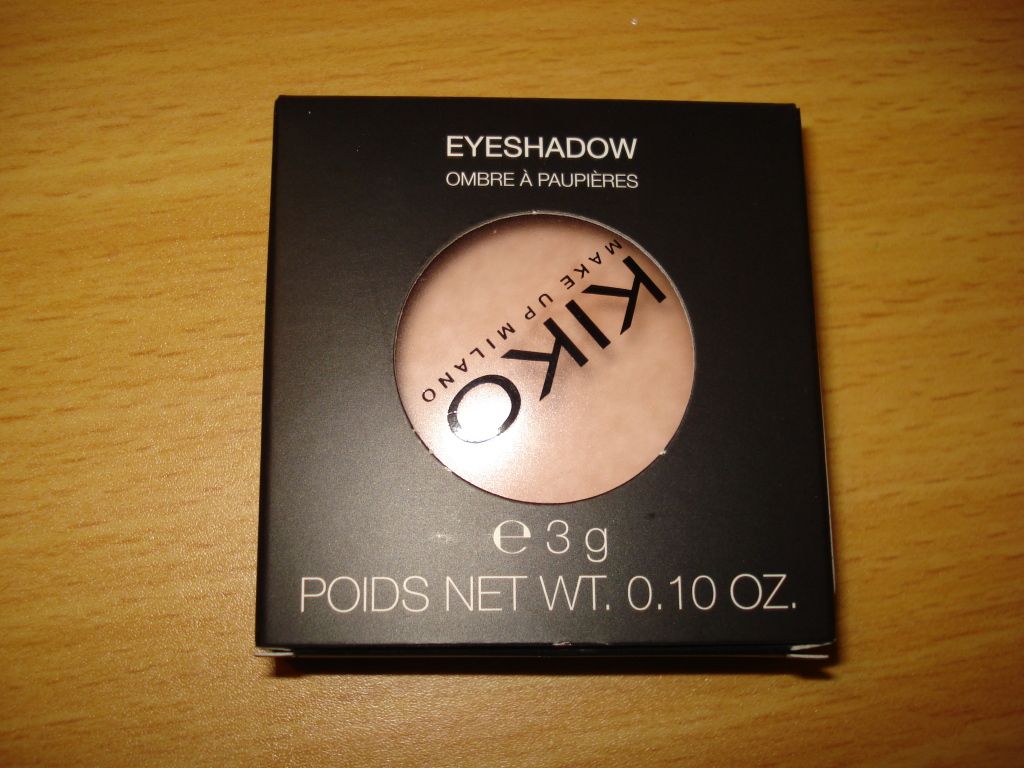 EYESHADOW
OMBRE À PAUPIÈRES
KIKO
MAKE UP MILANO
℮ 3 g
POIDS NET WT. 0.10 OZ.